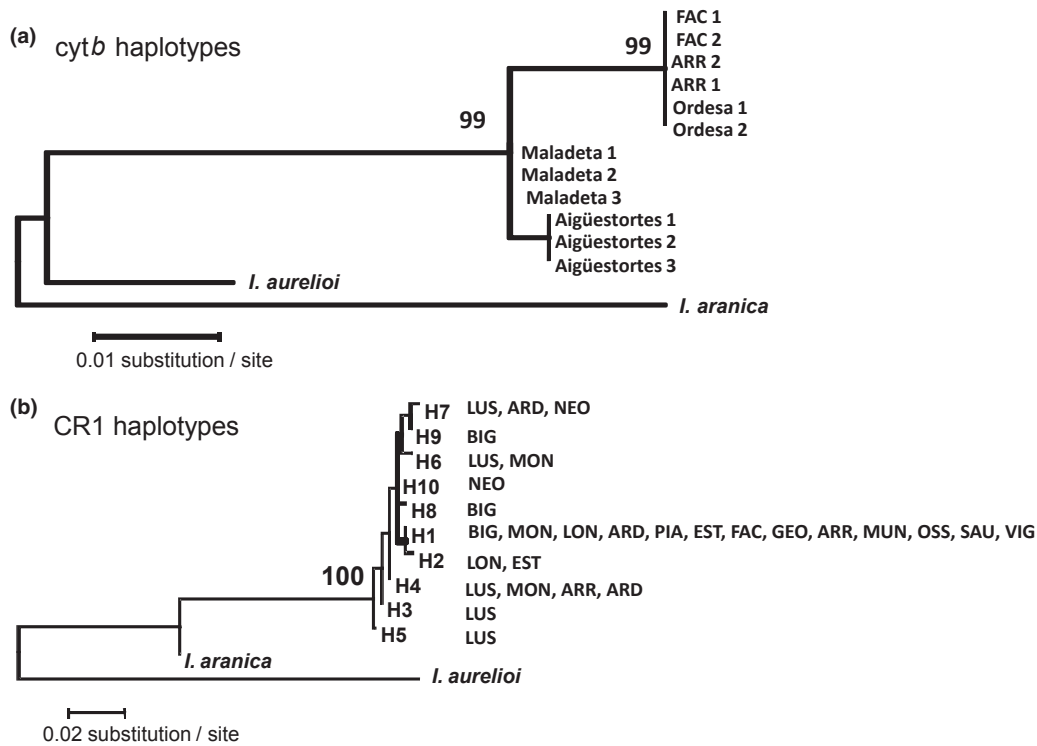 (a) cytb haplotypes
99
99
FAC 1
FAC 2
ARR 2
ARR 1
Ordesa 1
Ordesa 2
Maladeta 1
Maladeta 2
Maladeta 3
Aigüestortes 1
Aigüestortes 2
Aigüestortes 3
I. aurelioi
I. aranica
0.01 substitution / site
(b) CR1 haplotypes
H7 LUS, ARD, NEO
H9 BIG
H6 LUS, MON
H10 NEO
H8 BIG
H1 BIG, MON, LON, ARD, PIA, EST, FAC, GEO, ARR, MUN, OSS, SAU, VIG
H2 LON, EST
100
H4 LUS, MON, ARR, ARD
H3 LUS
H5 LUS
I. aranica
I. aurelioi
0.02 substitution / site